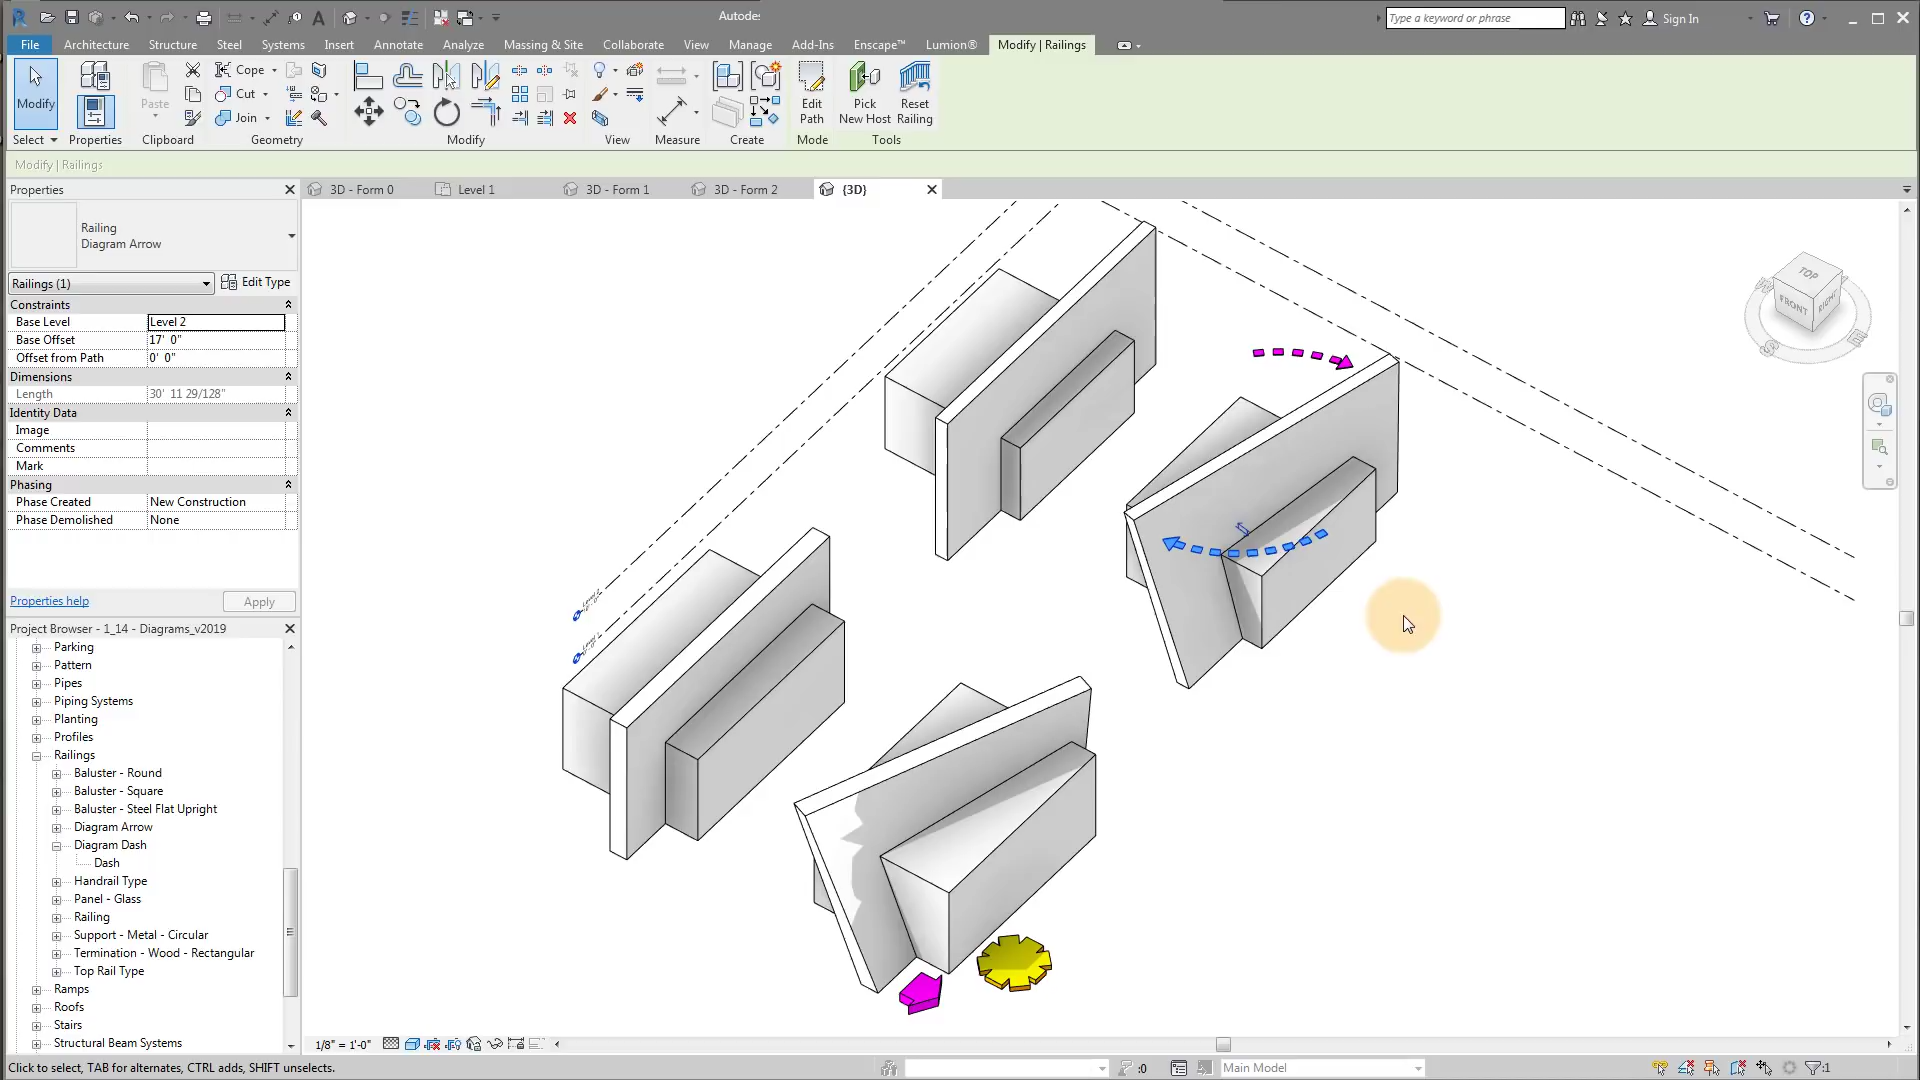 Autodes
Type a keyword or phrase
Sign In
File
Architecture
Structure
Steel
Systems
Insert
Annotate
Analyze
Massing & Site
Collaborate
View
Manage
Add-Ins
Enscape™
Lumion®
Modify | Railings
Modify
Paste
Cope
Cut
Join
Edit
Path
Pick
New Host
Reset
Railing
Select
Properties
Clipboard
Geometry
Modify
View
Measure
Create
Mode
Tools
Modify | Railings
Properties
3D - Form 0
Level 1
3D - Form 1
3D - Form 2
{3D}
Railing
Diagram Arrow
Railings (1)
Edit Type
Constraints
Base Level
Level 2
Base Offset
17' 0"
Offset from Path
0' 0"
Dimensions
Length
30' 11 29/128"
Identity Data
Image
Comments
Mark
Phasing
Phase Created
New Construction
Phase Demolished
None
Properties help
Apply
Project Browser - 1_14 - Diagrams_v2019
Parking
Pattern
Pipes
Piping Systems
Planting
Profiles
Railings
Baluster - Round
Baluster - Square
Baluster - Steel Flat Upright
Diagram Arrow
Diagram Dash
Dash
Handrail Type
Panel - Glass
Railing
Support - Metal - Circular
Termination - Wood - Rectangular
Top Rail Type
Ramps
Roofs
Stairs
Structural Beam Systems
TOP
FRONT
RIGHT
S
E
1/8" = 1'-0"
Click to select, TAB for alternates, CTRL adds, SHIFT unselects.
:0
Main Model
:1